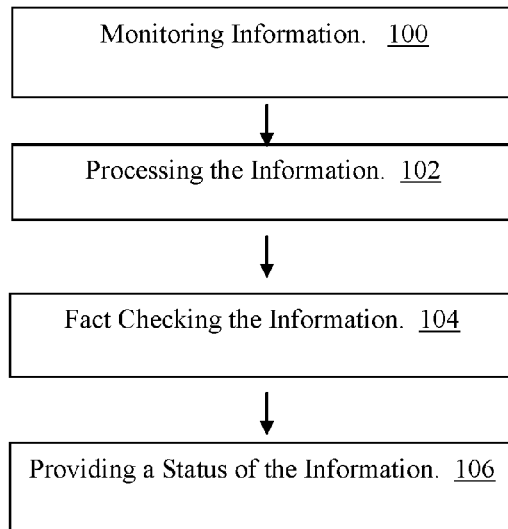 Monitoring Information. 100
Processing the Information. 102
Fact Checking the Information. 104
Providing a Status of the Information. 106